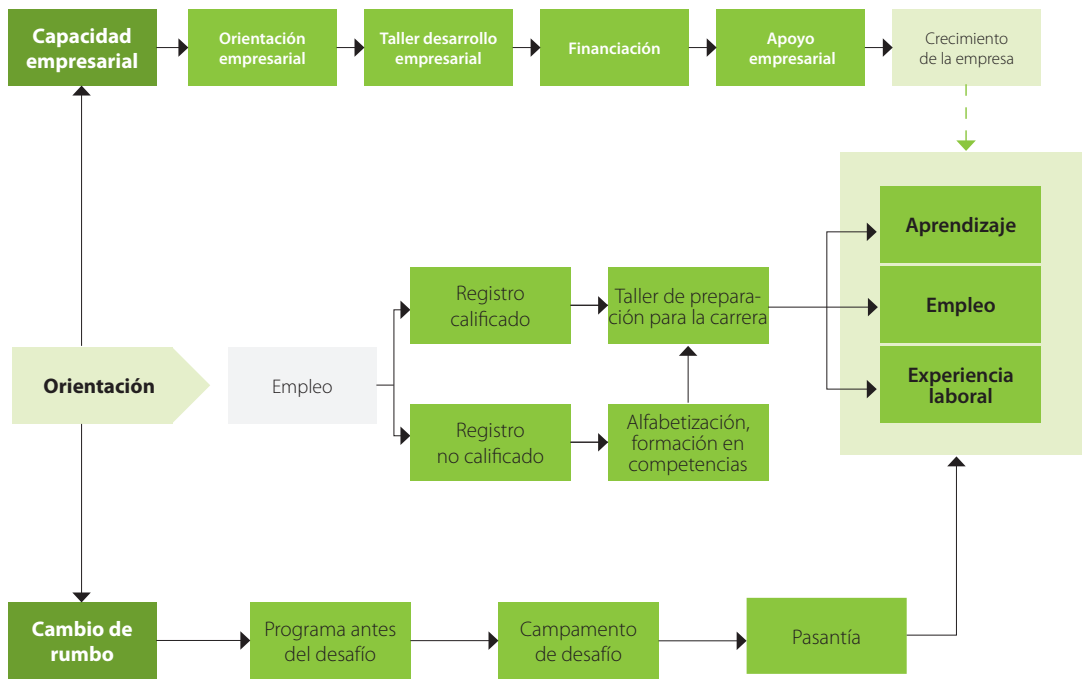 Capacidad
empresarial
Orientación
empresarial
Taller desarrollo
empresarial
Financiación
Apoyo
empresarial
Crecimiento
de la empresa
Aprendizaje
Empleo
Experiencia
laboral
Registro
calificado
Taller de prepara-
ción para la carrera
Orientación
Empleo
Registro
no calificado
Alfabetización,
formación en
competencias
Cambio de
rumbo
Programa antes
del desafío
Campamento
de desafío
Pasantía